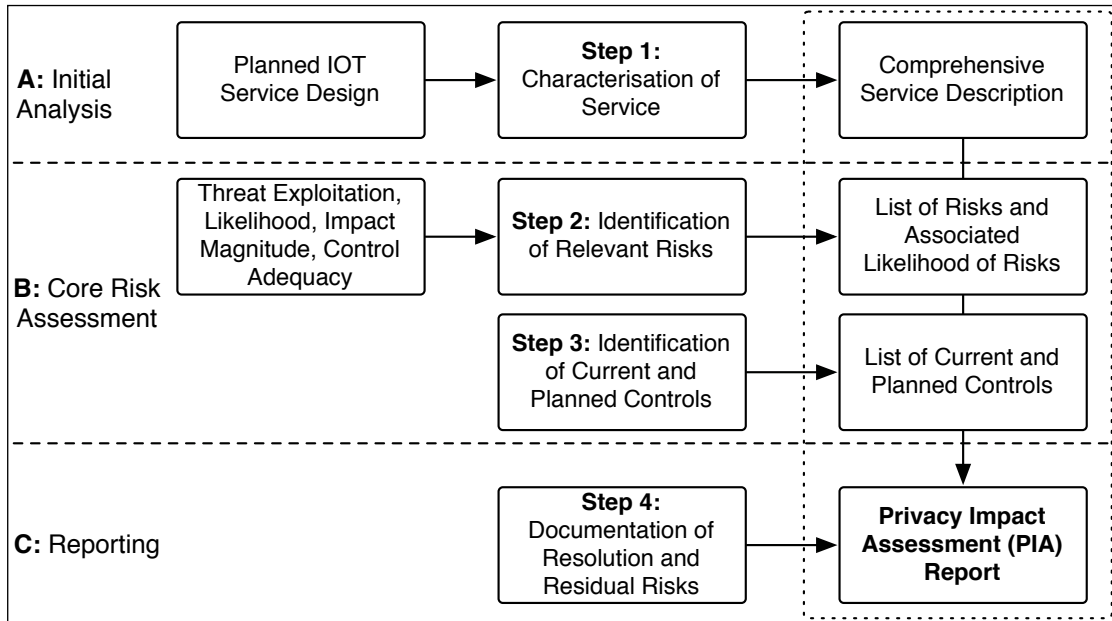 A: Initial
Analysis
Planned IOT
Service Design
Step 1:
Characterisation of
Service
Comprehensive
Service Description
B: Core Risk
Assessment
Threat Exploitation,
Likelihood, Impact
Magnitude, Control
Adequacy
Step 2: Identification
of Relevant Risks
List of Risks and
Associated
Likelihood of Risks
Step 3: Identification
of Current and
Planned Controls
List of Current and
Planned Controls
C: Reporting
Step 4:
Documentation of
Resolution and
Residual Risks
Privacy Impact
Assessment (PIA)
Report